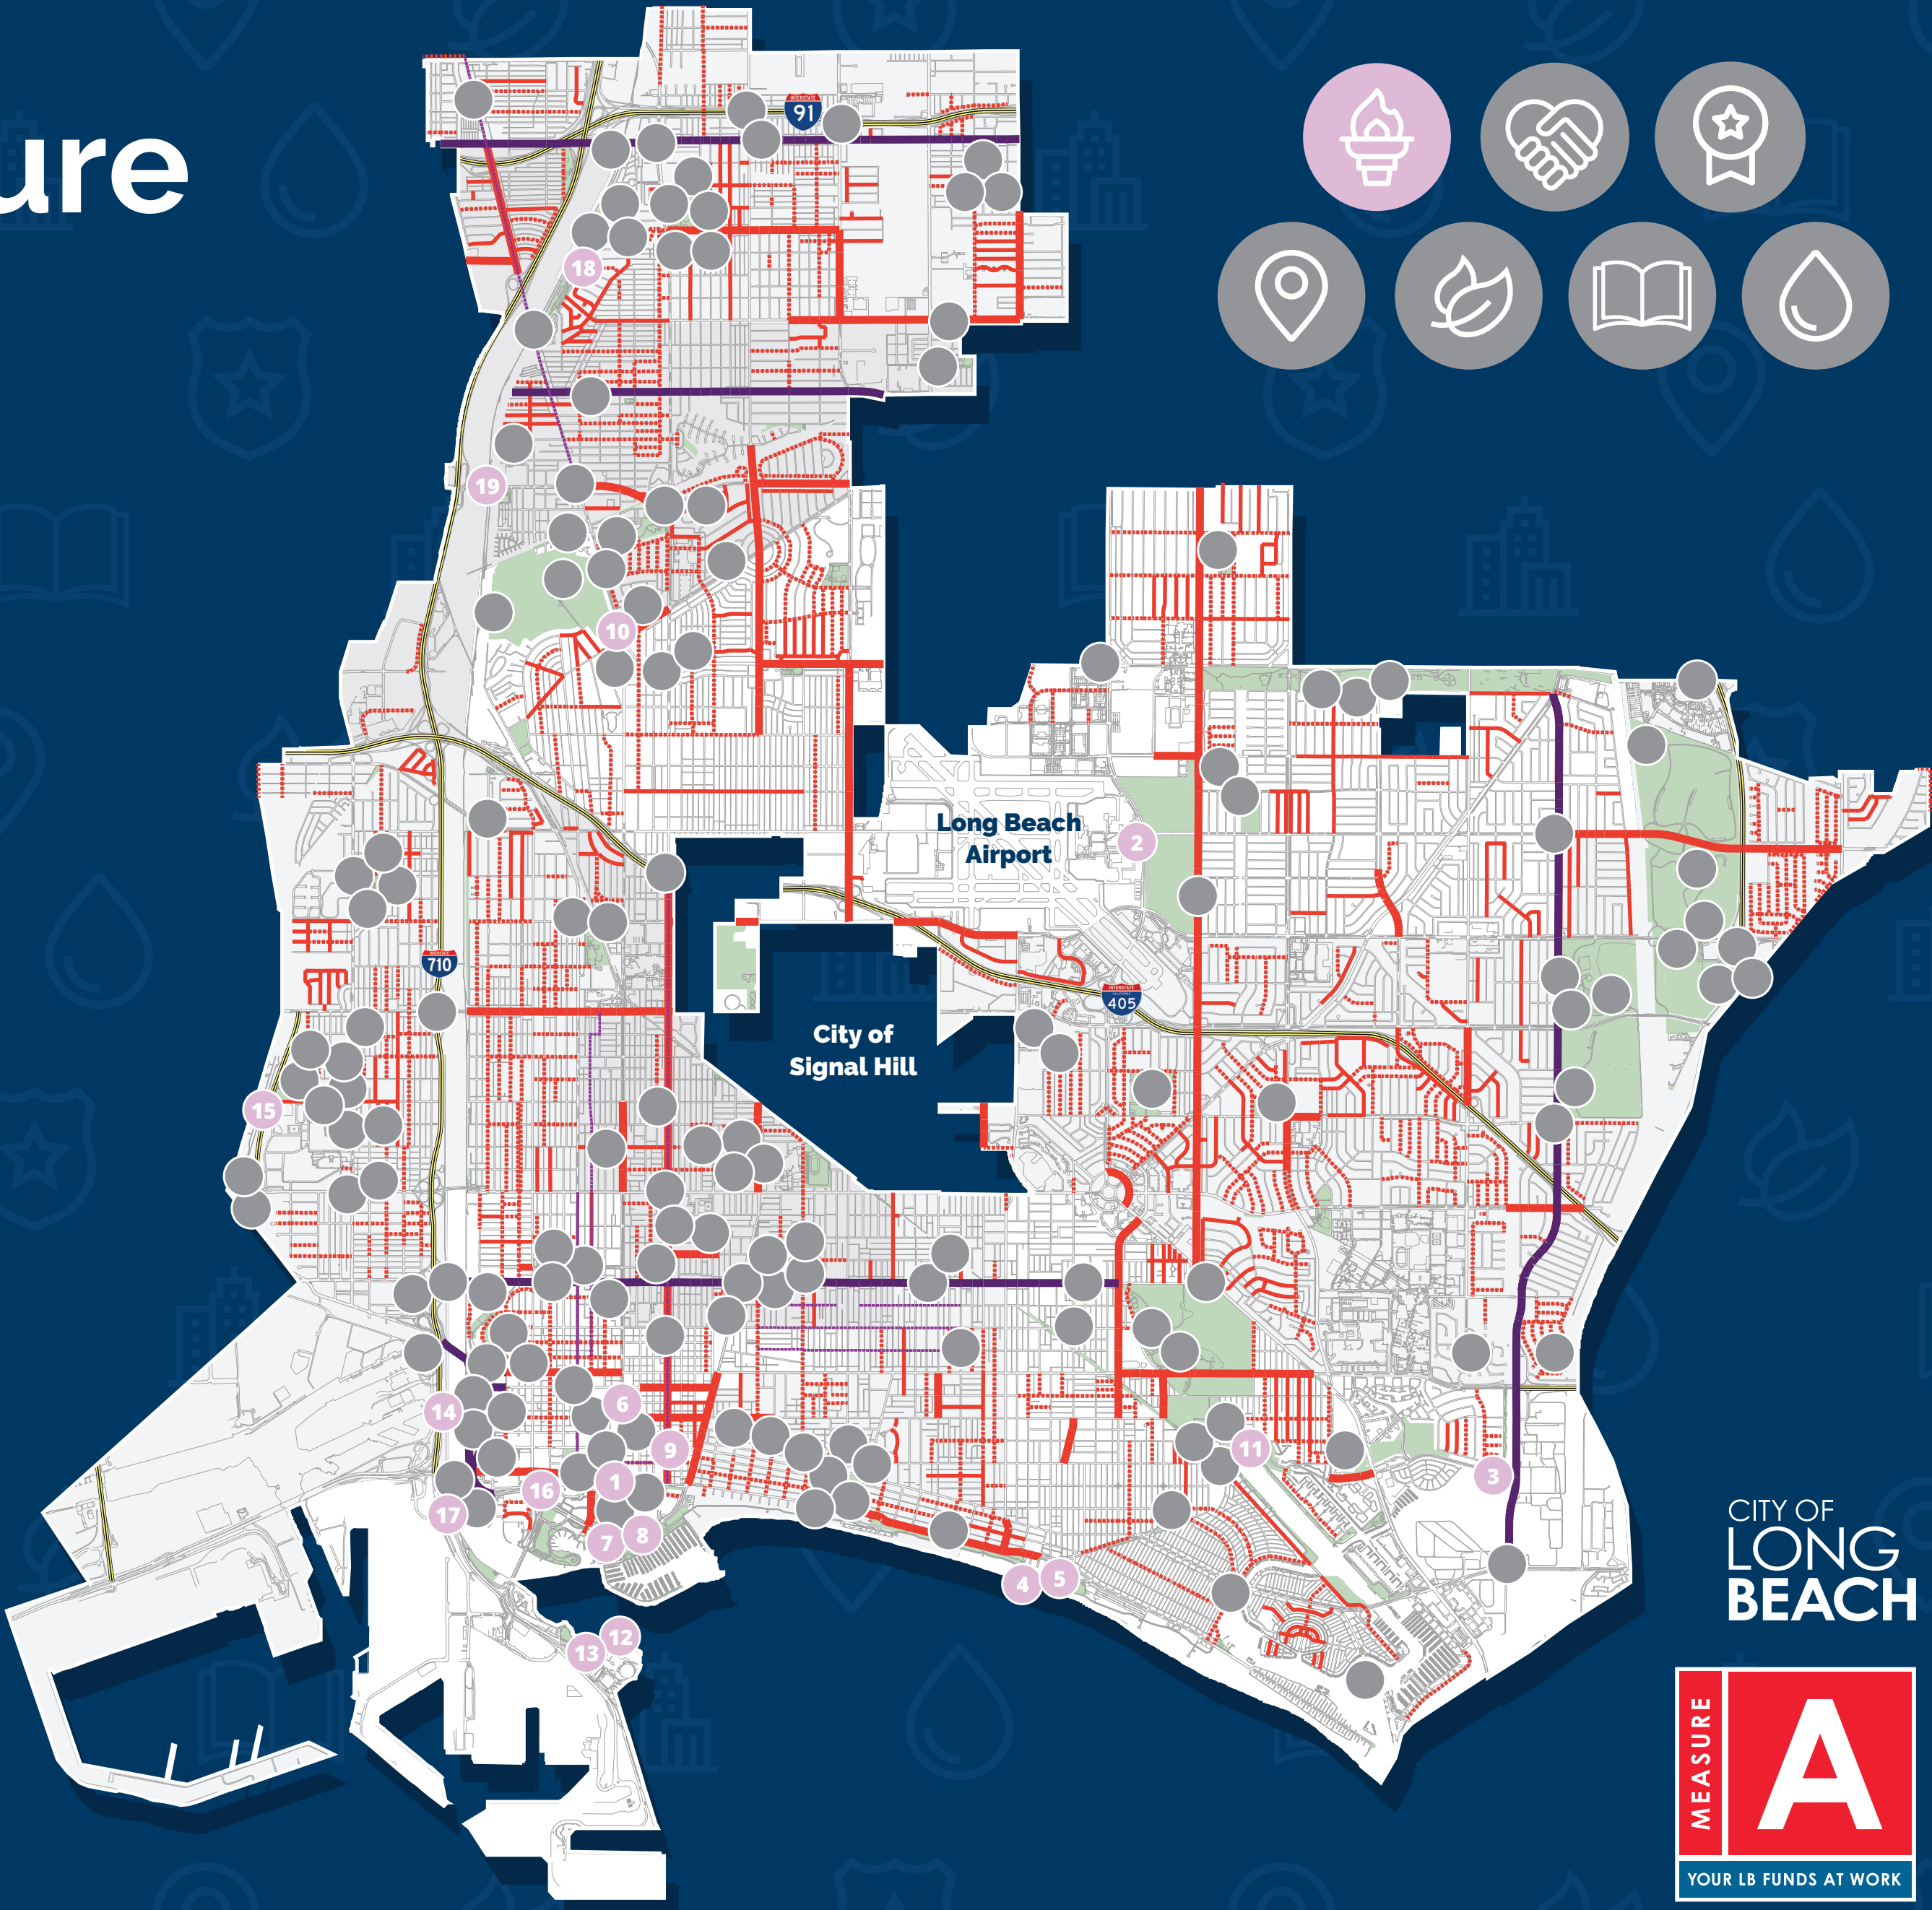 ure
INTERSTATE
91
18
19
10
Long Beach
Airport
2
710
INTERSTATE
CALIFORNIA
405
City of
Signal Hill
15
14
6
9
11
3
16
1
17
7
8
4
5
12
13
CITY OF
LONG
BEACH
MEASURE
A
YOUR LB FUNDS AT WORK